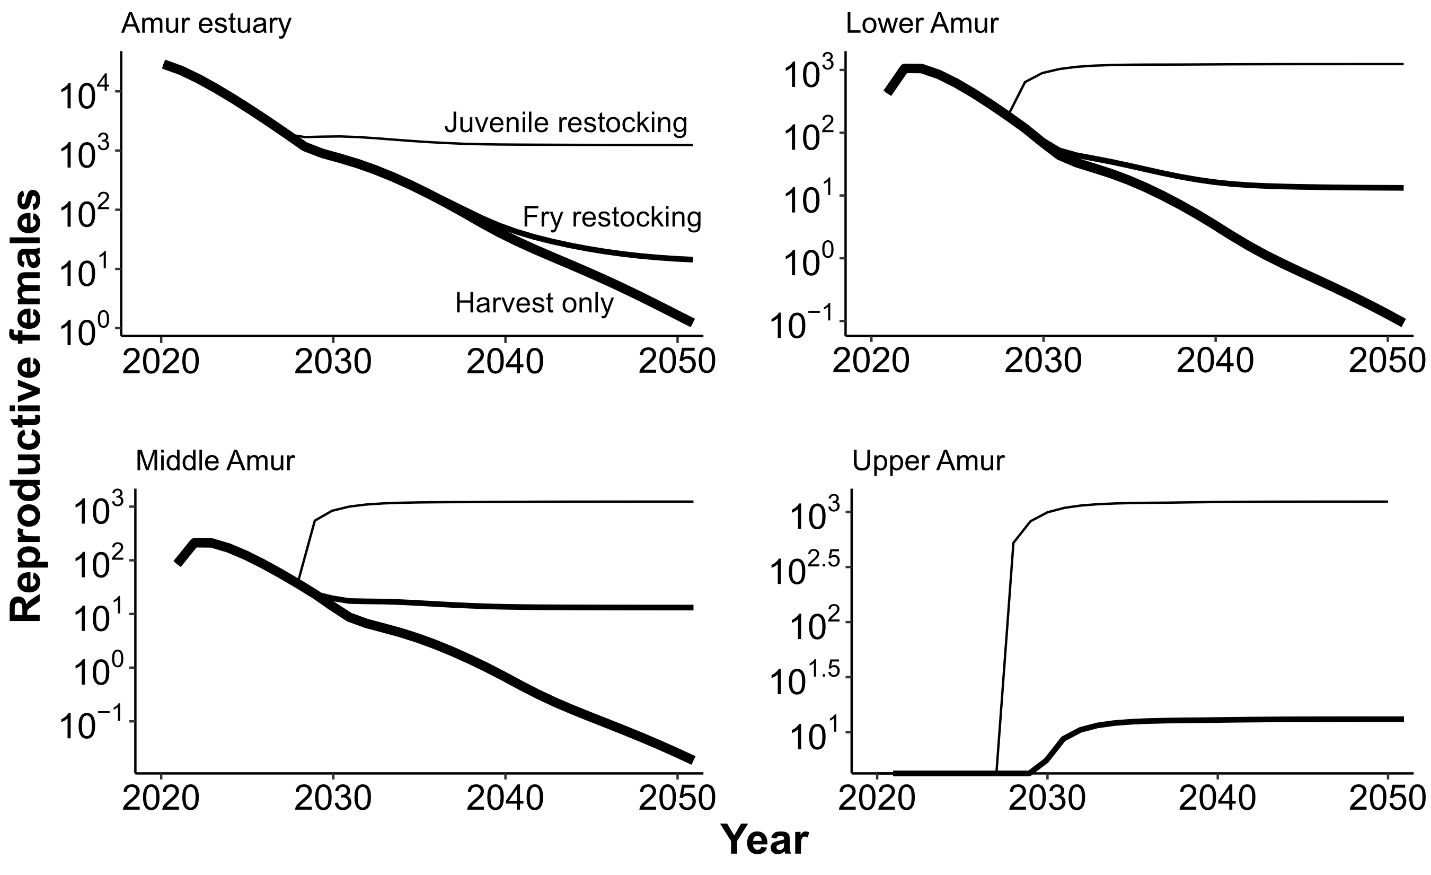 Reproductive females
Amur estuary
10^4
10^3
10^2
10^1
10^0
Juvenile restocking
Fry restocking
Harvest only
2020 2030 2040 2050
Lower Amur
10^3
10^2
10^1
10^0
10^−1
2020 2030 2040 2050
Middle Amur
10^3
10^2
10^1
10^0
10^−1
2020 2030 2040 2050
Upper Amur
10^3
10^2.5
10^2
10^1.5
10^1
2020 2030 2040 2050
Year